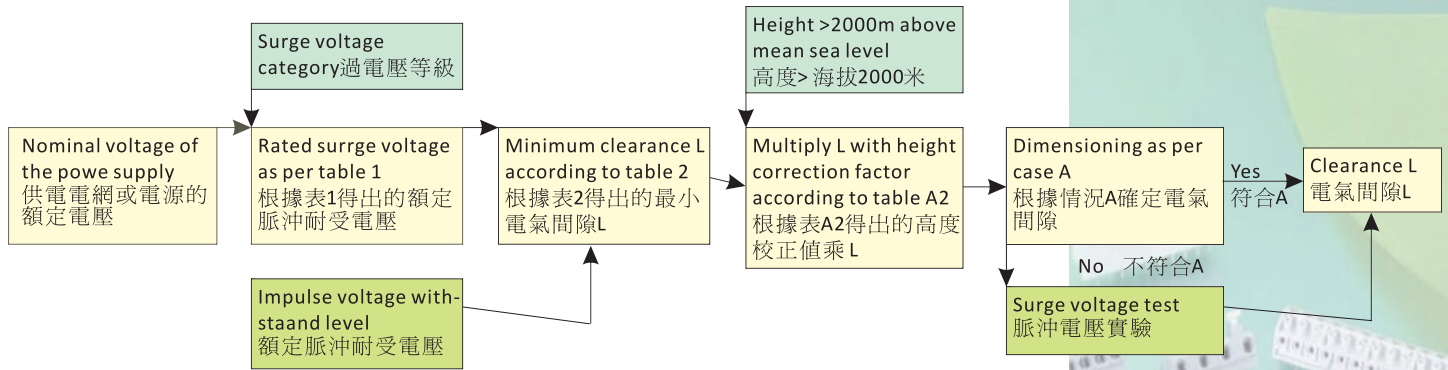 Surge voltage
category過電壓等級
Height >2000m above
mean sea level
高度> 海拔2000米
Nominal voltage of
the powe supply
供電電網或電源的
額定電壓
Rated surrge voltage
as per table 1
根據表1得出的額定
脈沖耐受電壓
Minimum clearance L
according to table 2
根據表2得出的最小
電氣間隙L
Multiply L with height
correction factor
according to table A2
根據表A2得出的高度
校正值乘 L
Dimensioning as per
case A
根據情況A確定電氣
間隙
Yes
符合A
Clearance L
電氣間隙L
No 不符合A
Impulse voltage with-
staand level
額定脈沖耐受電壓
Surge voltage test
脈沖電壓實驗